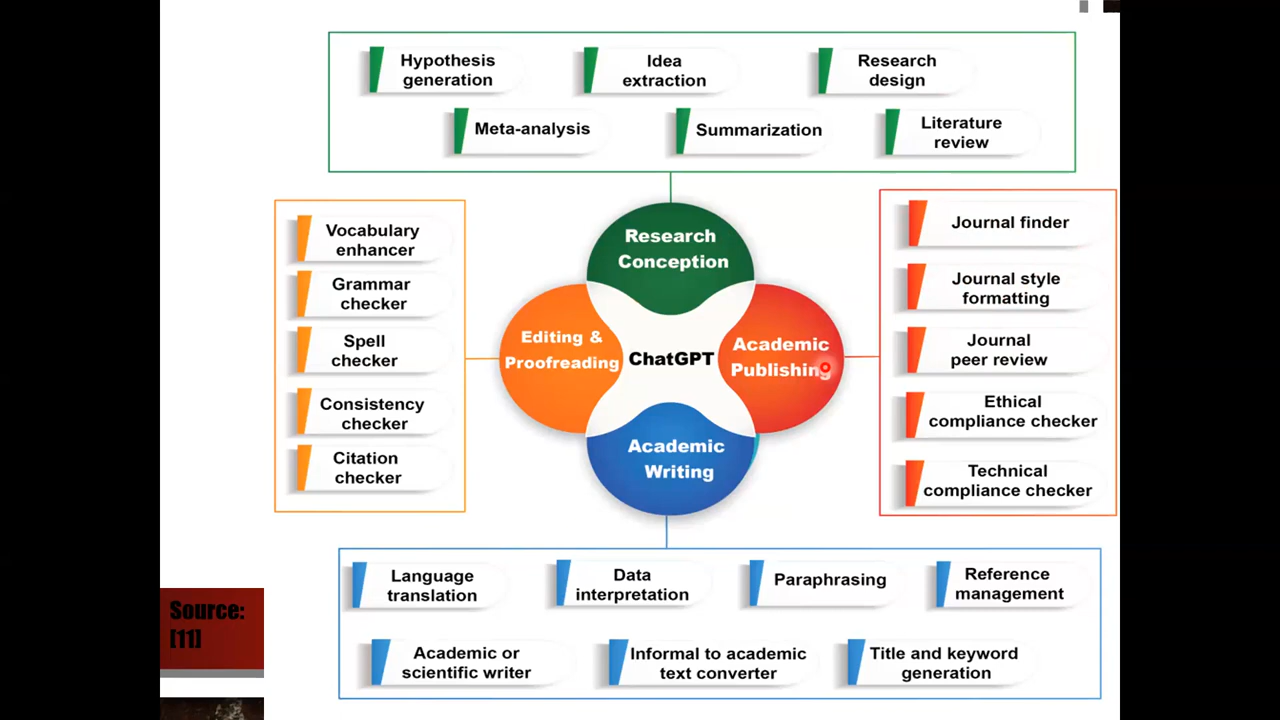 Hypothesis
generation
Idea
extraction
Research
design
Meta-analysis
Summarization
Literature
review
Vocabulary
enhancer
Grammar
checker
Spell
checker
Consistency
checker
Citation
checker
Research
Conception
Editing &
Proofreading
ChatGPT
Academic
Publishing
Academic
Writing
Journal finder
Journal style
formatting
Journal
peer review
Ethical
compliance checker
Technical
compliance checker
Language
translation
Data
interpretation
Paraphrasing
Reference
management
Academic or
scientific writer
Informal to academic
text converter
Title and keyword
generation
Source:
[11]